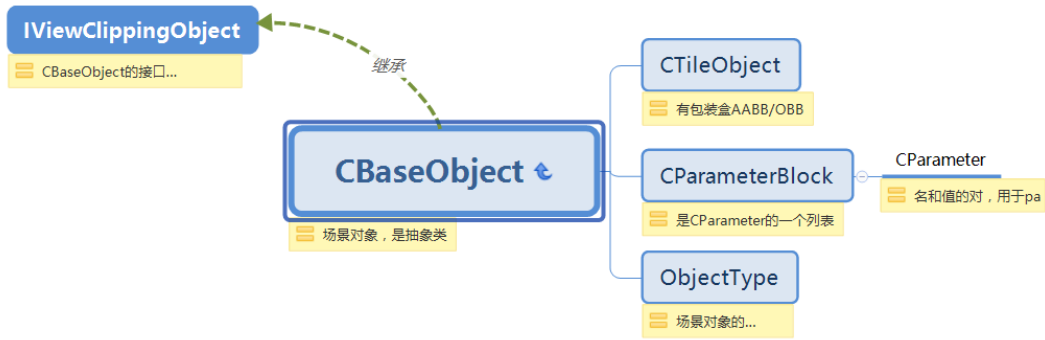 IViewClippingObject
CBaseObject的接口...
继承
CBaseObject
场景对象，是抽象类
CTileObject
有包装盒AABB/OBB
CParameterBlock
是CParameter的一个列表
CParameter
名和值的对，用于pa
ObjectType
场景对象的...